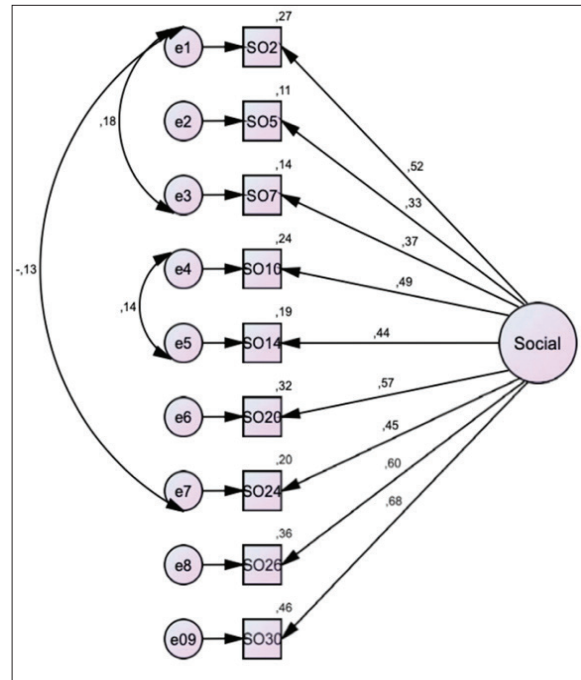 ,27
e1 SO2
,11
,18 e2 SO5 ,52
,14 ,33
e3 SO7
,24 ,37
-,13 e4 SO10
,14 ,19 ,49
e5 SO14 ,44 Social
,32
e6 SO20 ,57
,20 ,45
e7 SO24 ,60
,36 ,68
e8 SO26
,46
e09 SO30